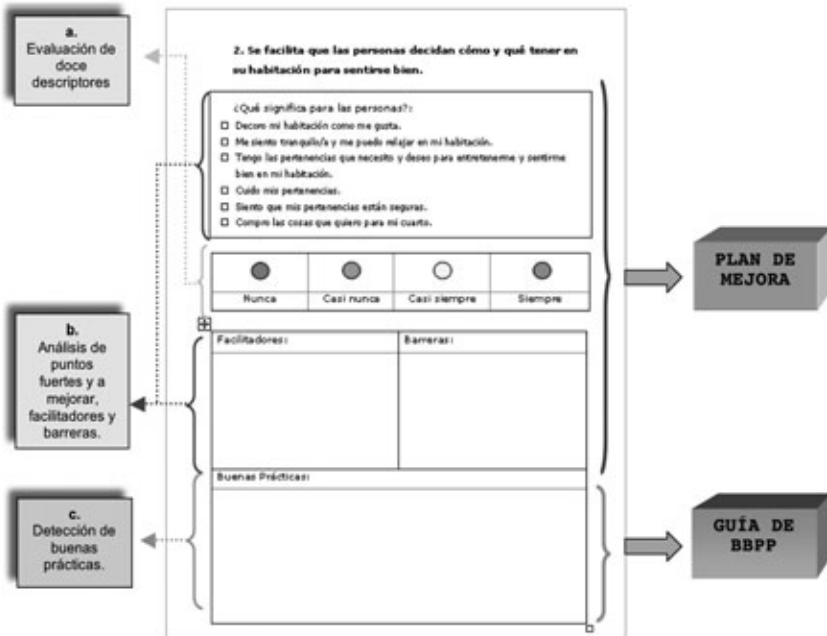 a.
Evaluación de
doce
descriptores
2. Se facilita que las personas decidan cómo y qué tener en
su habitación para sentirse bien.
¿Qué significa para las personas?:
Decoro mi habitación como me gusta.
Me siento tranquilo/a y me puedo relajar en mi habitación.
Tengo las pertenencias que necesito y deseo para entretenerme y sentirme
bien en mi habitación.
Cuido mis pertenencias.
Siento que mis pertenencias están seguras.
Compro las cosas que quiero para mi cuarto.
Nunca
Casi nunca
Casi siempre
Siempre
b.
Análisis de
puntos
fuertes y a
mejorar,
facilitadores y
barreras.
Facilitadores:
Barreras:
PLAN DE
MEJORA
c.
Detección de
buenas
prácticas.
Buenas Prácticas:
GUÍA DE
BBPP